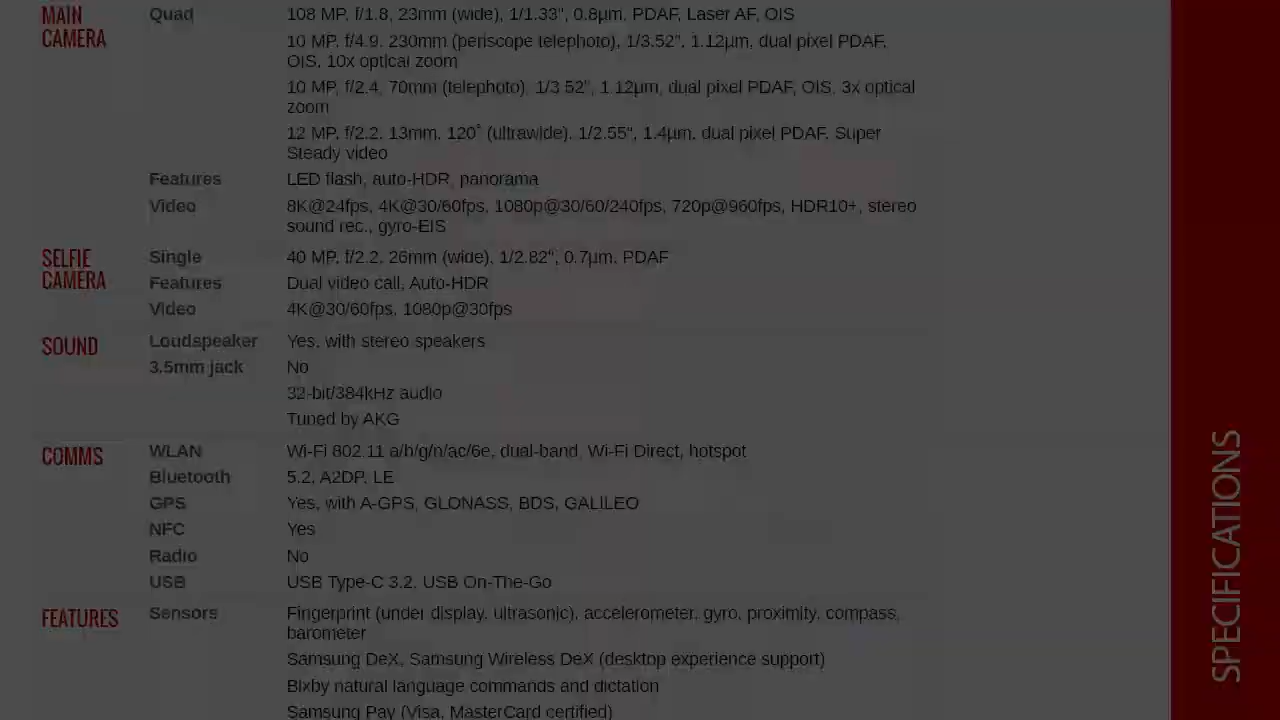 MAIN CAMERA
Quad
108 MP, f/1.8, 23mm (wide), 1/1.33", 0.8µm, PDAF, Laser AF, OIS
10 MP, f/4.9, 230mm (periscope telephoto), 1/3.52", 1.12µm, dual pixel PDAF,
OIS, 10x optical zoom
10 MP, f/2.4, 70mm (telephoto), 1/3.52", 1.12µm, dual pixel PDAF, OIS, 3x optical
zoom
12 MP, f/2.2, 13mm, 120˚ (ultrawide), 1/2.55", 1.4µm, dual pixel PDAF, Super
Steady video
Features LED flash, auto-HDR, panorama
Video 8K@24fps, 4K@30/60fps, 1080p@30/60/240fps, 720p@960fps, HDR10+, stereo
sound rec., gyro-EIS
SELFIE CAMERA
Single 40 MP, f/2.2, 26mm (wide), 1/2.82", 0.7µm, PDAF
Features Dual video call, Auto-HDR
Video 4K@30/60fps, 1080p@30fps
SOUND
Loudspeaker Yes, with stereo speakers
3.5mm jack No
32-bit/384kHz audio
Tuned by AKG
COMMS
WLAN Wi-Fi 802.11 a/b/g/n/ac/6e, dual-band, Wi-Fi Direct, hotspot
Bluetooth 5.2, A2DP, LE
GPS Yes, with A-GPS, GLONASS, BDS, GALILEO
NFC Yes
Radio No
USB USB Type-C 3.2, USB On-The-Go
FEATURES
Sensors Fingerprint (under display, ultrasonic), accelerometer, gyro, proximity, compass,
barometer
Samsung DeX, Samsung Wireless DeX (desktop experience support)
Bixby natural language commands and dictation
Samsung Pay (Visa, MasterCard certified)
SPECIFICATIONS